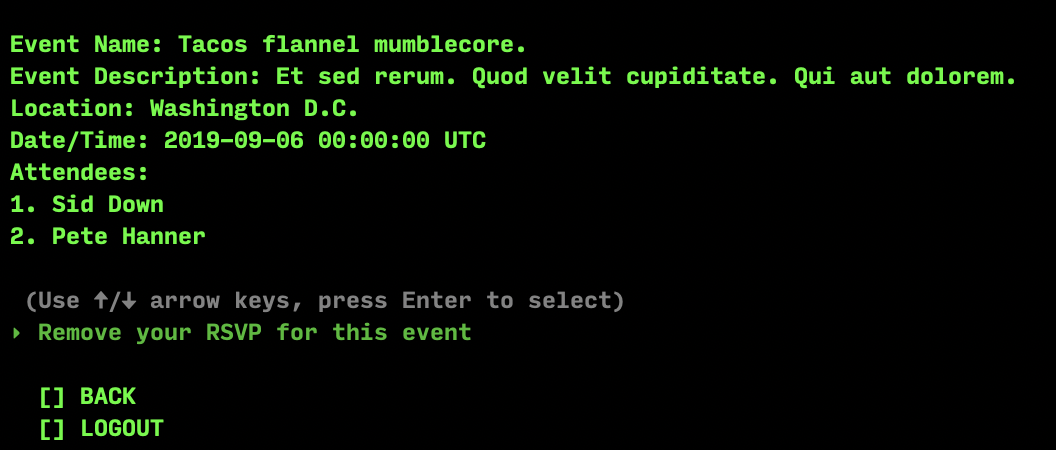 Event Name: Tacos flannel mumblecore.
Event Description: Et sed rerum. Quod velit cupiditate. Qui aut dolorem.
Location: Washington D.C.
Date/Time: 2019-09-06 00:00:00 UTC
Attendees:
1. Sid Down
2. Pete Hanner
(Use ↑/↓ arrow keys, press Enter to select)
‣ Remove your RSVP for this event
[] BACK
[] LOGOUT